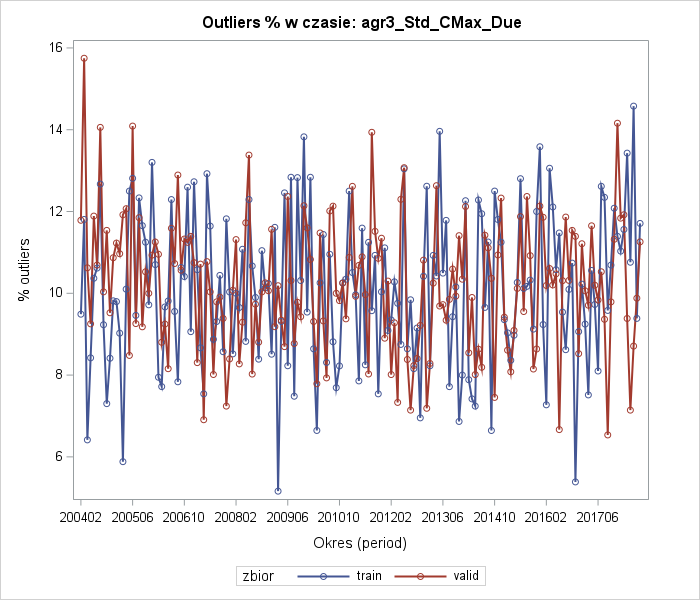 Outliers % w czasie: agr3_Std_CMax_Due
% outliers
16
14
12
10
8
6
200402 200506 200610 200802 200906 201010 201202 201306 201410 201602 201706
Okres (period)
zbior train valid